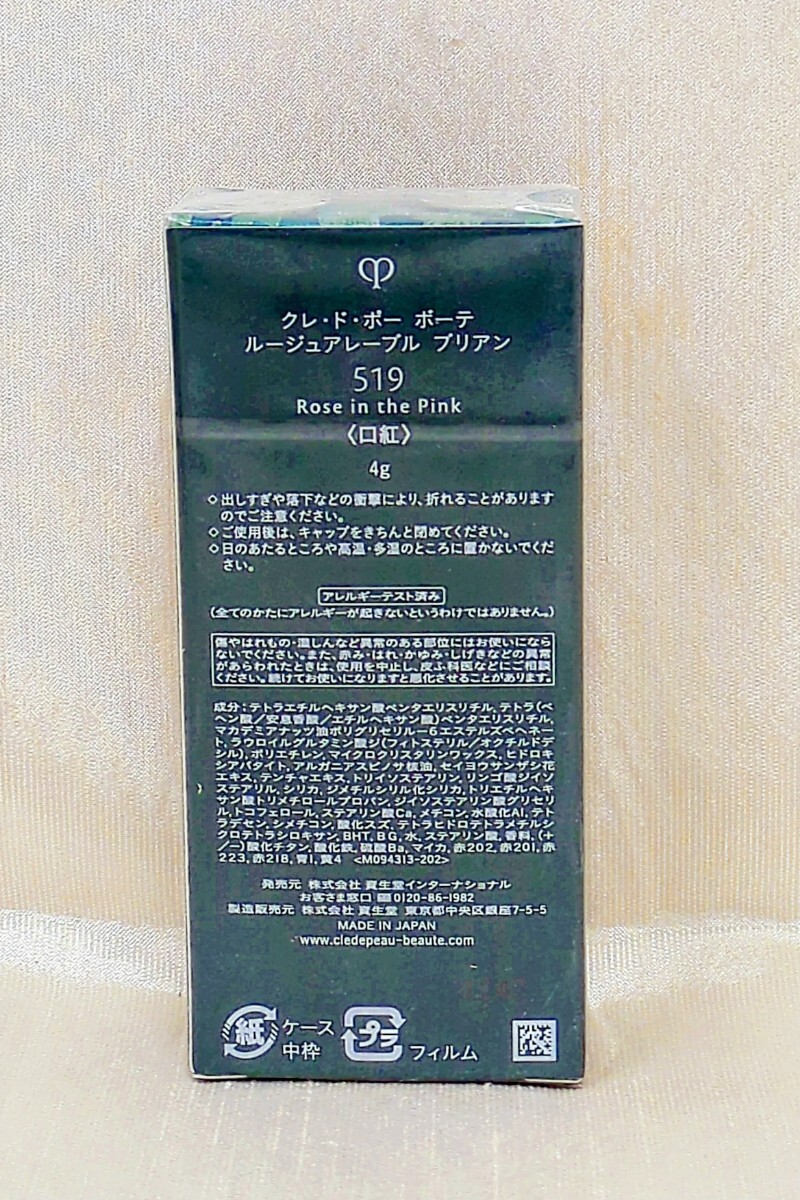 クレ・ド・ポー ボーテ
ルージュアレーブル ブリアン
519
Rose in the Pink
〈口紅〉
4g
◇出しすぎや落下などの衝撃により、折れることがあります
のでご注意ください。
◇ご使用後は、キャップをきちんと閉めてください。
◇日のあたるところや高温・多湿のところに置かないでくだ
さい。
アレルギーテスト済み
(全てのかたにアレルギーが起きないというわけではありません。)
傷やはれもの・湿しんなど異常のある部位にはお使いになら
ないでください。また、赤み・はれ・かゆみ・しげきなどの異常
があらわれたときは、使用を中止し、皮ふ科医などにご相談
ください。続けてお使いになりますと悪化させることがあります。
成分:テトラエチルヘキサン酸ペンタエリスリチル, テトラ(ベ
ヘン酸/安息香酸/エチルヘキサン酸)ペンタエリスリチル,
マカデミアナッツ油ポリグリセリルー6エステルズベヘネー
ト, ラウロイルグルタミン酸ジ(フィトステリル/オクチルドデ
シル), ポリエチレン, マイクロクリスタリンワックス, ヒドロキ
シアパタイト, アルガニアスピノサ核油, セイヨウサンザシ花
エキス, テンチャエキス, トリイソステアリン, リンゴ酸ジイソ
ステアリル, シリカ, ジメチルシリル化シリカ, トリエチルヘキ
サン酸トリメチロールプロパン, ジイソステアリン酸グリセリ
ル, トコフェロール, ステアリン酸Ca, メチコン, 水酸化Al, テト
ラデセン, シメチコン, 酸化スズ, テトラヒドロテトラメチルシ
クロテトラシロキサン, BHT, BG, 水, ステアリン酸, 香料, (+
/−)酸化チタン, 酸化鉄, 硫酸Ba, マイカ, 赤202, 赤201, 赤
223, 赤218, 青1, 黄4 <M094313-202>
発売元 株式会社 資生堂インターナショナル
お客さま窓口 0120-86-1982
製造販売元 株式会社 資生堂 東京都中央区銀座7-5-5
MADE IN JAPAN
www.cledepeau-beaute.com
紙 ケース
中枠
プラ フィルム